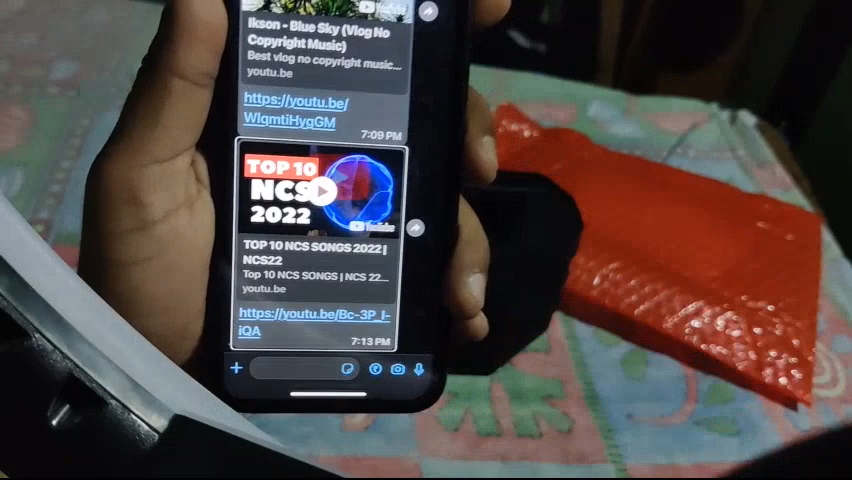 YouTube
Ikson - Blue Sky (Vlog No
Copyright Music)
Best vlog no copyright music...
youtu.be
https://youtu.be/
WlqmtiHygGM
7:09 PM
TOP 10
NCS
2022
YouTube
TOP 10 NCS SONGS 2022 |
NCS22
Top 10 NCS SONGS | NCS 22...
youtu.be
https://youtu.be/Bc-3P_I-
iQA
7:13 PM